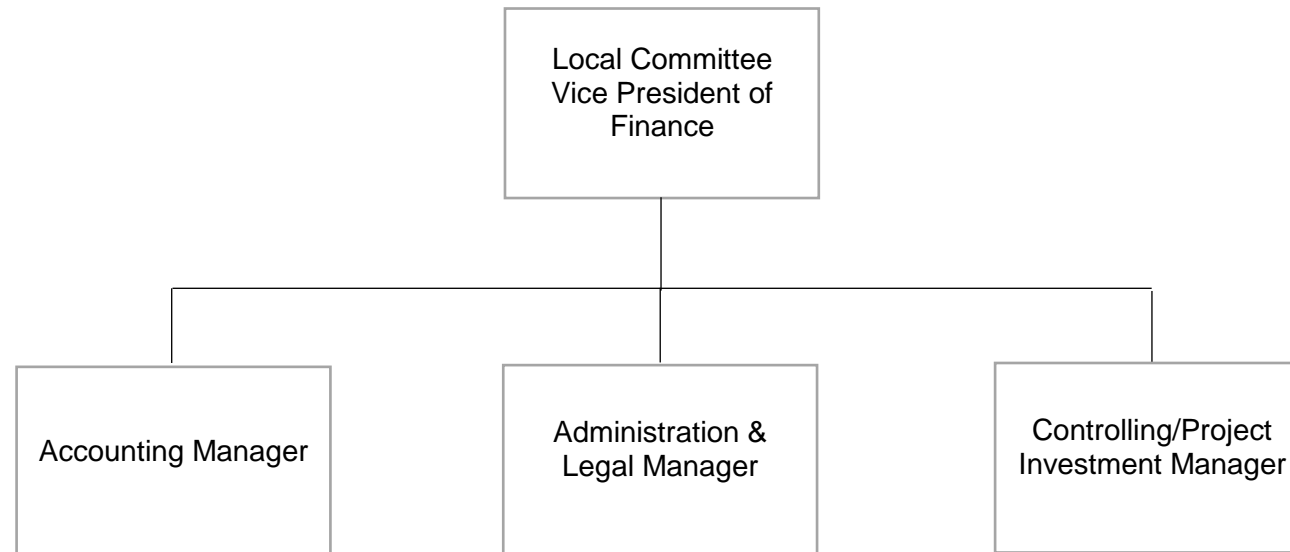 Local Committee
Vice President of
Finance
Accounting Manager
Administration &
Legal Manager
Controlling/Project
Investment Manager